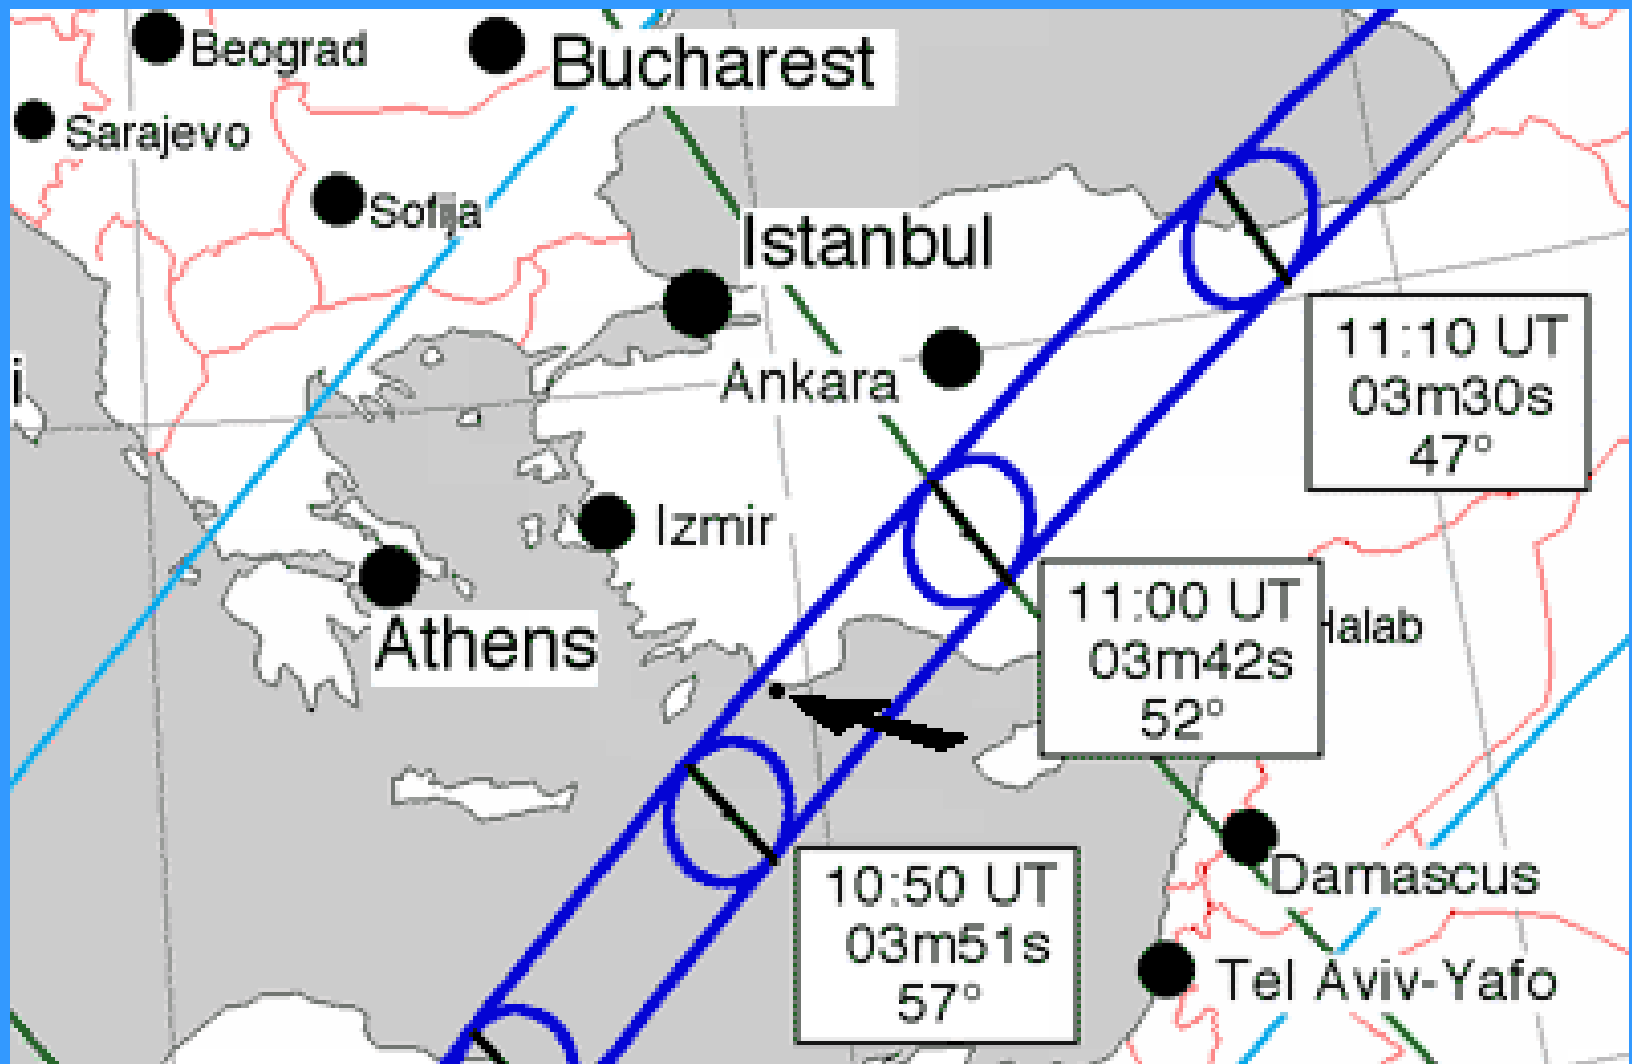 Beograd
Bucharest
Sarajevo
Sofija
Istanbul
i
Ankara
11:10 UT
03m30s
47°
Izmir
11:00 UT
03m42s
52°
Halab
Athens
10:50 UT
03m51s
57°
Damascus
Tel Aviv-Yafo